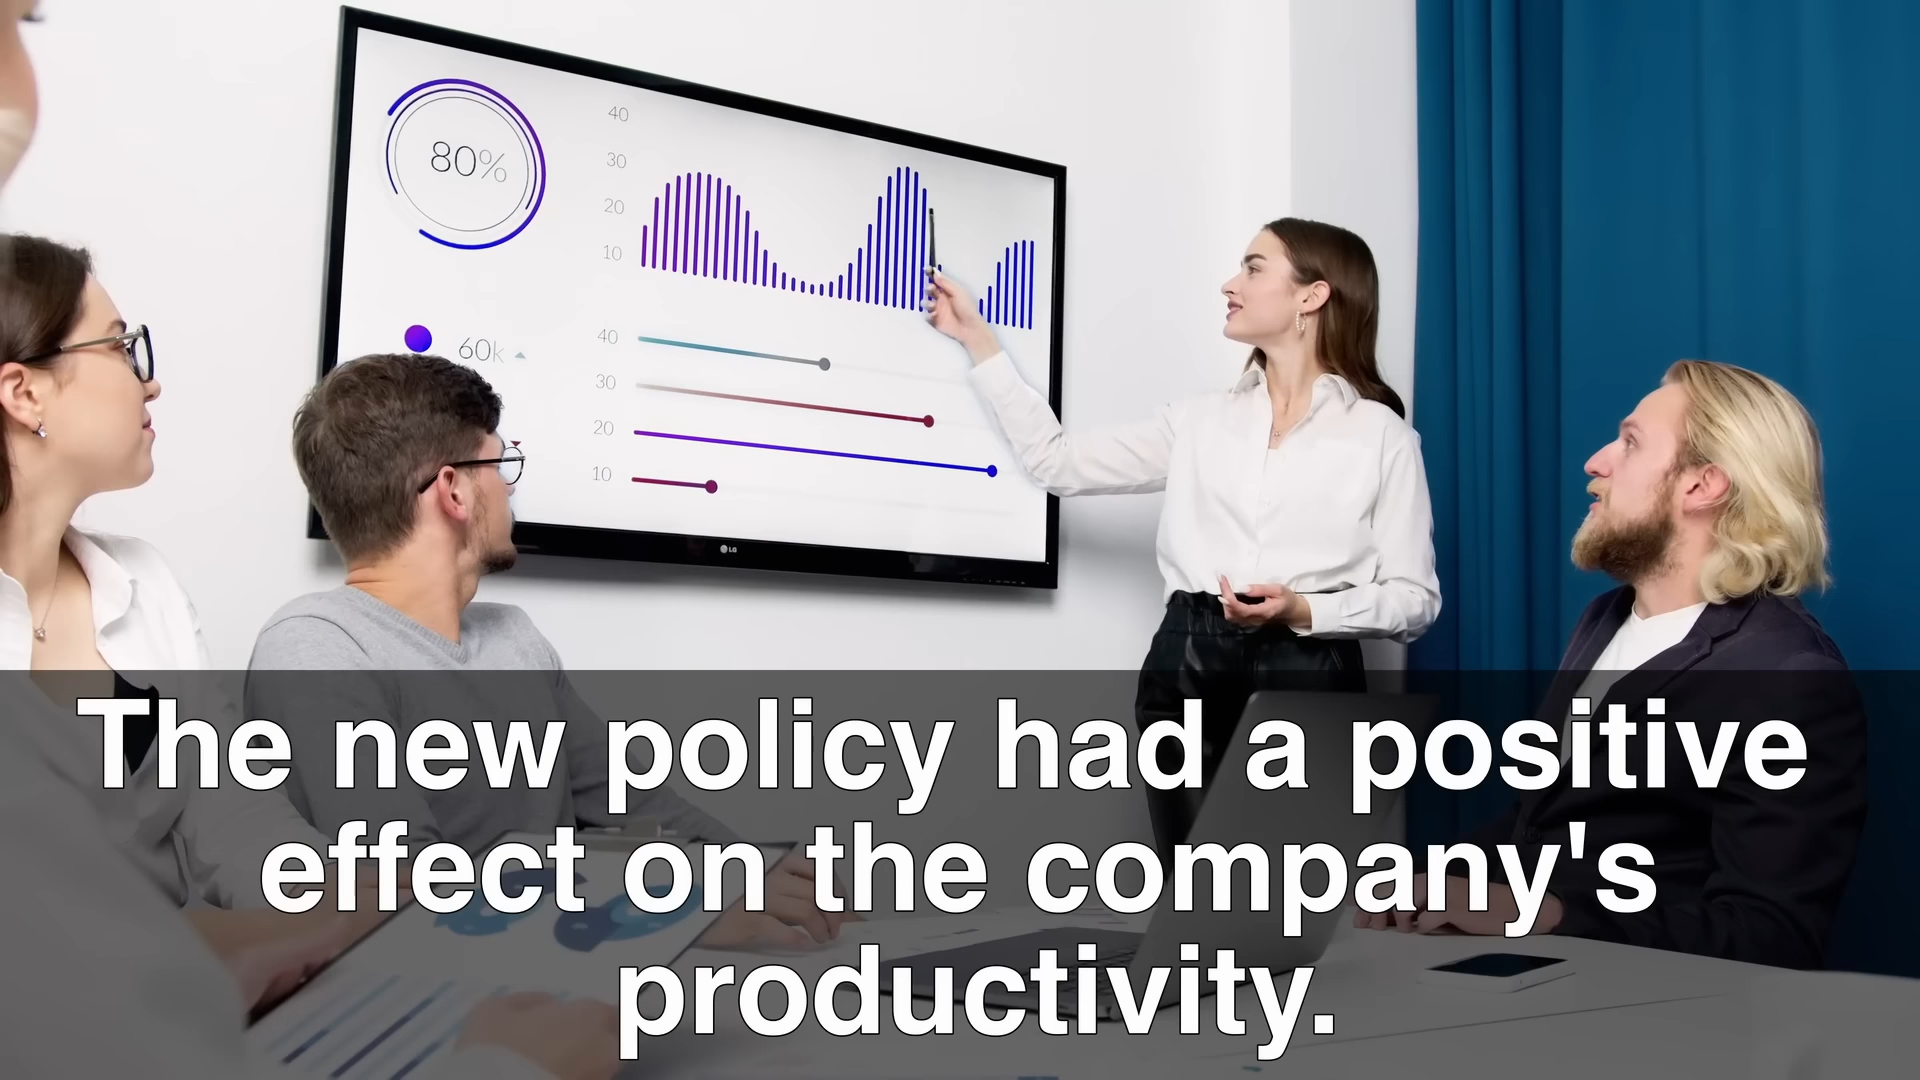 80%
40
30
20
10
60k
40
30
20
10
LG
The new policy had a positive
effect on the company's
productivity.